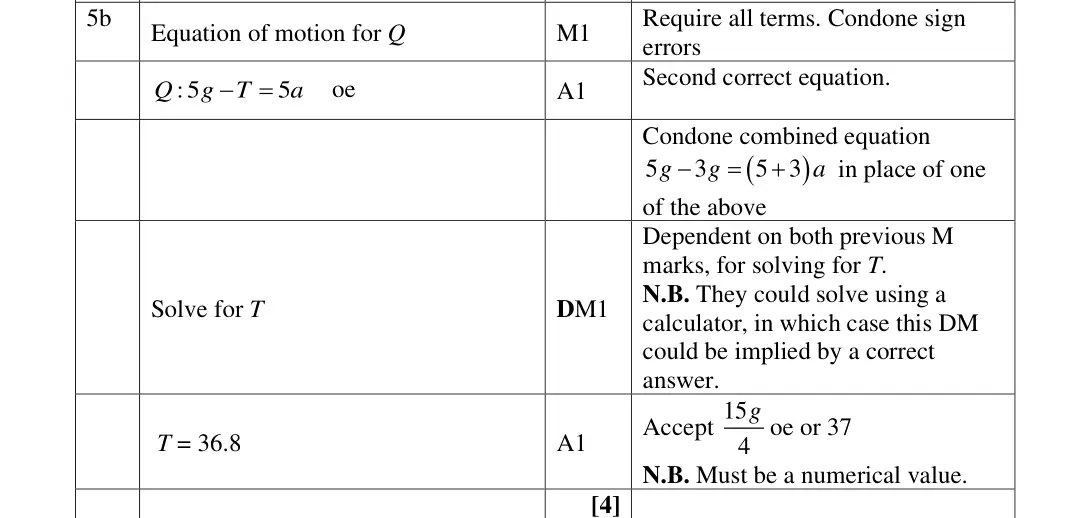 5b
Equation of motion for Q
M1
Require all terms. Condone sign
errors
Q : 5g − T = 5a oe
A1
Second correct equation.
Condone combined equation
5g − 3g = (5 + 3)a in place of one
of the above
Solve for T
DM1
Dependent on both previous M
marks, for solving for T.
N.B. They could solve using a
calculator, in which case this DM
could be implied by a correct
answer.
T = 36.8
A1
Accept 15g/4 oe or 37
N.B. Must be a numerical value.
[4]